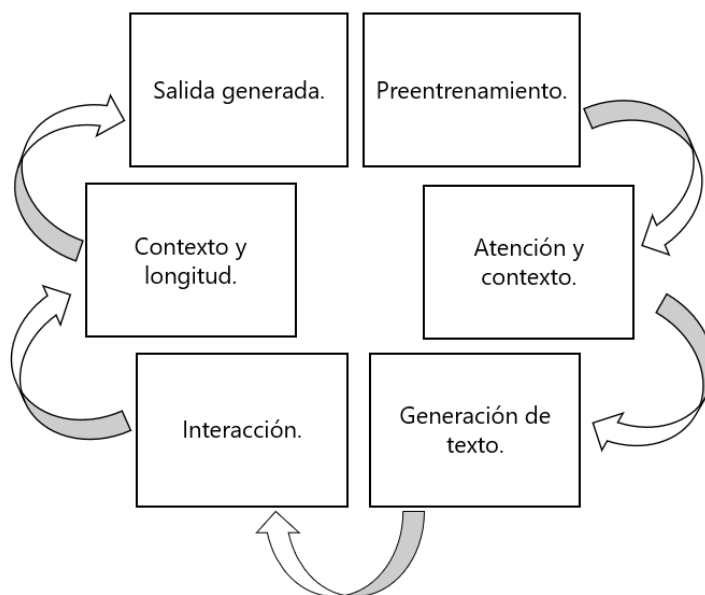 Salida generada.
Preentrenamiento.
Contexto y
longitud.
Atención y
contexto.
Interacción.
Generación de
texto.